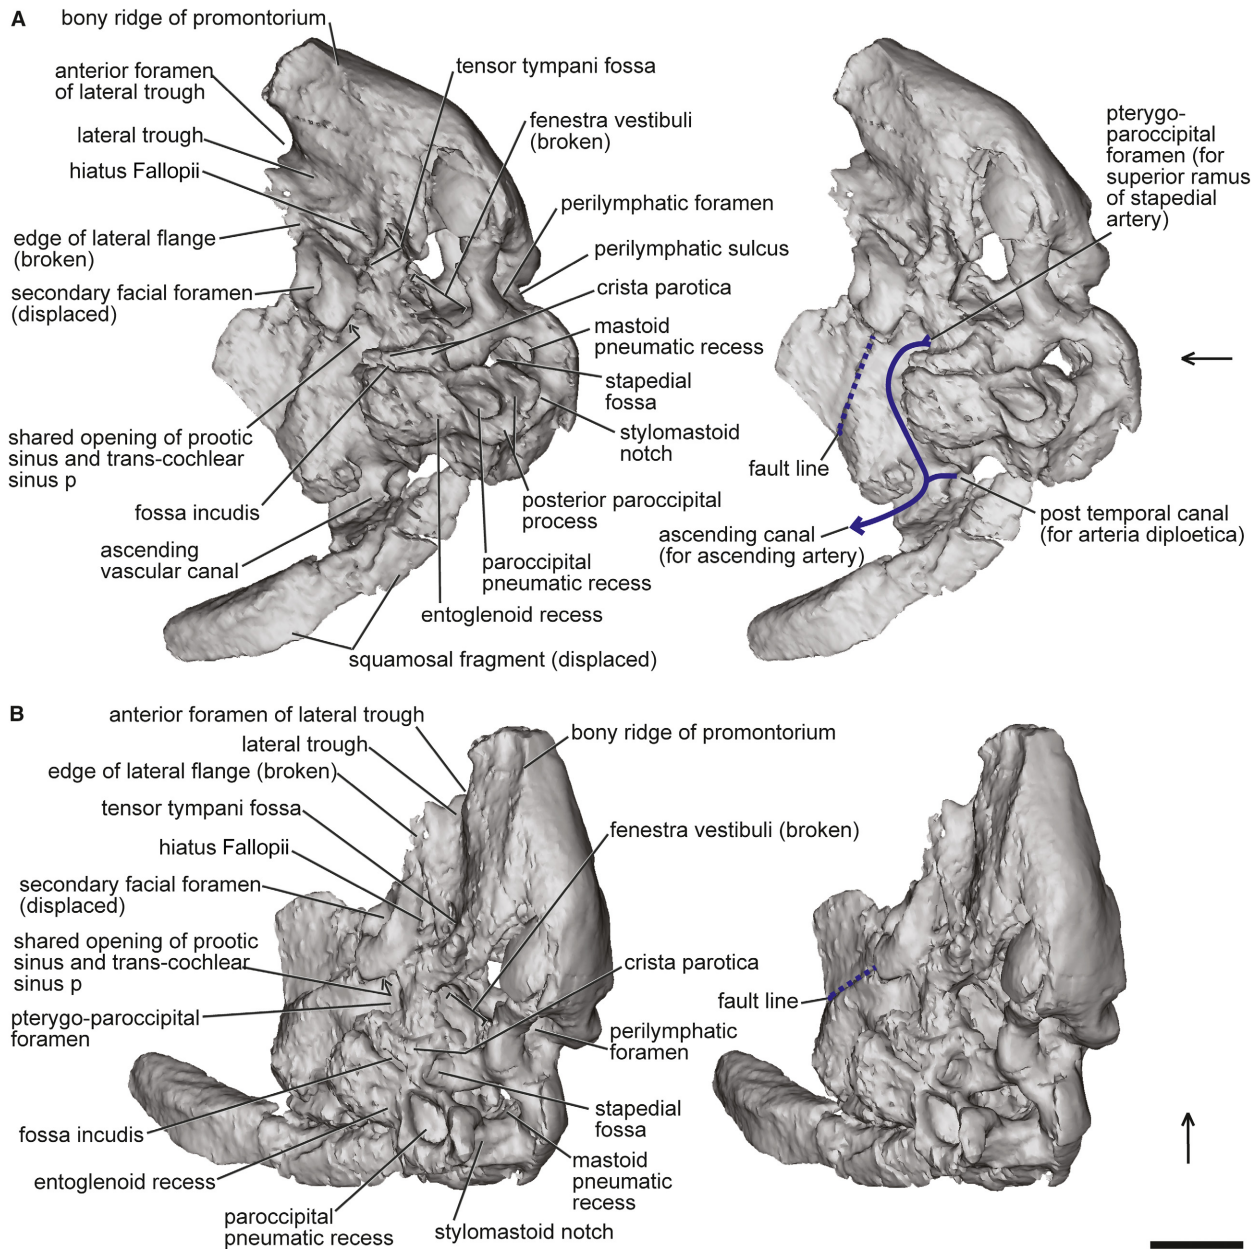 A
bony ridge of promontorium
anterior foramen
of lateral trough
lateral trough
hiatus Fallopii
edge of lateral flange
(broken)
secondary facial foramen
(displaced)
shared opening of prootic
sinus and trans-cochlear
sinus p
fossa incudis
ascending
vascular canal
tensor tympani fossa
fenestra vestibuli
(broken)
perilymphatic foramen
perilymphatic sulcus
crista parotica
mastoid
pneumatic recess
stapedial
fossa
stylomastoid
notch
posterior paroccipital
process
paroccipital
pneumatic recess
entoglenoid recess
squamosal fragment (displaced)
pterygo-
paroccipital
foramen (for
superior ramus
of stapedial
artery)
fault line
ascending canal
(for ascending artery)
post temporal canal
(for arteria diploetica)
B
anterior foramen of lateral trough
lateral trough
edge of lateral flange (broken)
tensor tympani fossa
hiatus Fallopii
secondary facial foramen
(displaced)
shared opening of prootic
sinus and trans-cochlear
sinus p
pterygo-paroccipital
foramen
fossa incudis
entoglenoid recess
paroccipital
pneumatic recess
stylomastoid notch
bony ridge of promontorium
fenestra vestibuli (broken)
crista parotica
perilymphatic
foramen
stapedial
fossa
mastoid
pneumatic
recess
fault line